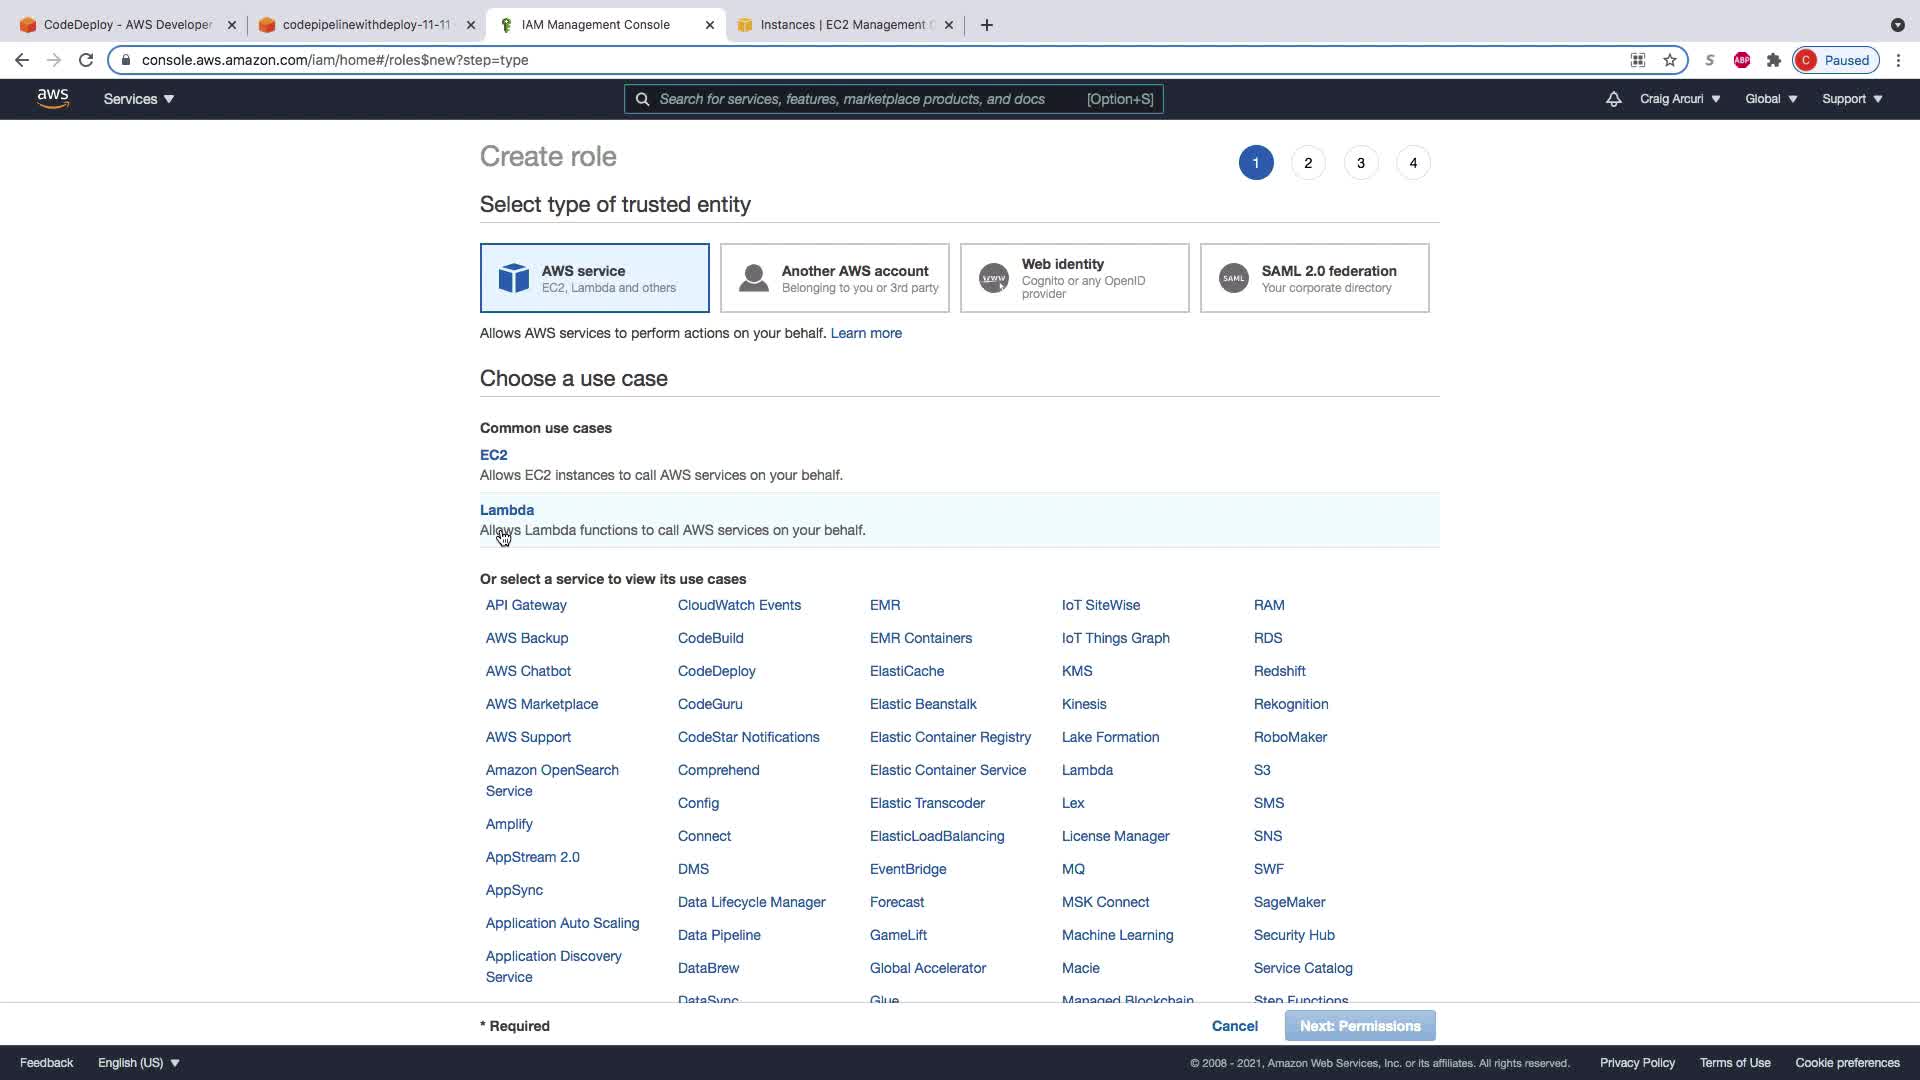 CodeDeploy - AWS Developer
codepipelinewithdeploy-11-11
IAM Management Console
Instances | EC2 Management C
console.aws.amazon.com/iam/home#/roles$new?step=type
S
ABP
C
Paused
aws
Services
Search for services, features, marketplace products, and docs
[Option+S]
Craig Arcuri
Global
Support
Create role
1
2
3
4
Select type of trusted entity
AWS service
EC2, Lambda and others
Another AWS account
Belonging to you or 3rd party
www
Web identity
Cognito or any OpenID
provider
SAML
SAML 2.0 federation
Your corporate directory
Allows AWS services to perform actions on your behalf. Learn more
Choose a use case
Common use cases
EC2
Allows EC2 instances to call AWS services on your behalf.
Lambda
Allows Lambda functions to call AWS services on your behalf.
Or select a service to view its use cases
API Gateway
AWS Backup
AWS Chatbot
AWS Marketplace
AWS Support
Amazon OpenSearch
Service
Amplify
AppStream 2.0
AppSync
Application Auto Scaling
Application Discovery
Service
CloudWatch Events
CodeBuild
CodeDeploy
CodeGuru
CodeStar Notifications
Comprehend
Config
Connect
DMS
Data Lifecycle Manager
Data Pipeline
DataBrew
DataSync
EMR
EMR Containers
ElastiCache
Elastic Beanstalk
Elastic Container Registry
Elastic Container Service
Elastic Transcoder
ElasticLoadBalancing
EventBridge
Forecast
GameLift
Global Accelerator
Glue
IoT SiteWise
IoT Things Graph
KMS
Kinesis
Lake Formation
Lambda
Lex
License Manager
MQ
MSK Connect
Machine Learning
Macie
Managed Blockchain
RAM
RDS
Redshift
Rekognition
RoboMaker
S3
SMS
SNS
SWF
SageMaker
Security Hub
Service Catalog
Step Functions
* Required
Cancel
Next: Permissions
Feedback
English (US)
© 2008 - 2021, Amazon Web Services, Inc. or its affiliates. All rights reserved.
Privacy Policy
Terms of Use
Cookie preferences